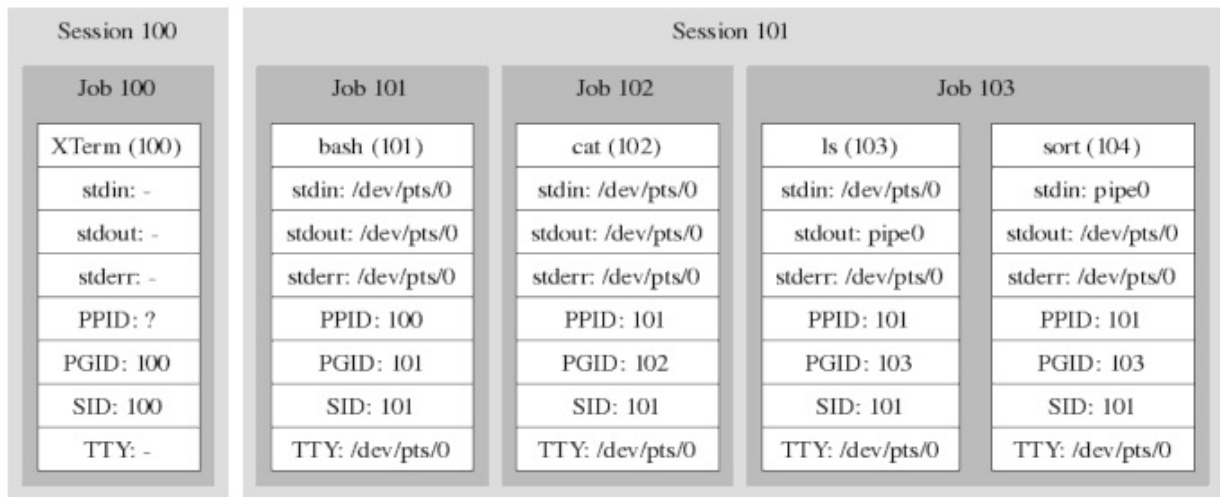 Session 100
Session 101
Job 100
Job 101
Job 102
Job 103
XTerm (100)
bash (101)
cat (102)
ls (103)
sort (104)
stdin: -
stdin: /dev/pts/0
stdin: /dev/pts/0
stdin: /dev/pts/0
stdin: pipe0
stdout: -
stdout: /dev/pts/0
stdout: /dev/pts/0
stdout: pipe0
stdout: /dev/pts/0
stderr: -
stderr: /dev/pts/0
stderr: /dev/pts/0
stderr: /dev/pts/0
stderr: /dev/pts/0
PPID: ?
PPID: 100
PPID: 101
PPID: 101
PPID: 101
PGID: 100
PGID: 101
PGID: 102
PGID: 103
PGID: 103
SID: 100
SID: 101
SID: 101
SID: 101
SID: 101
TTY: -
TTY: /dev/pts/0
TTY: /dev/pts/0
TTY: /dev/pts/0
TTY: /dev/pts/0